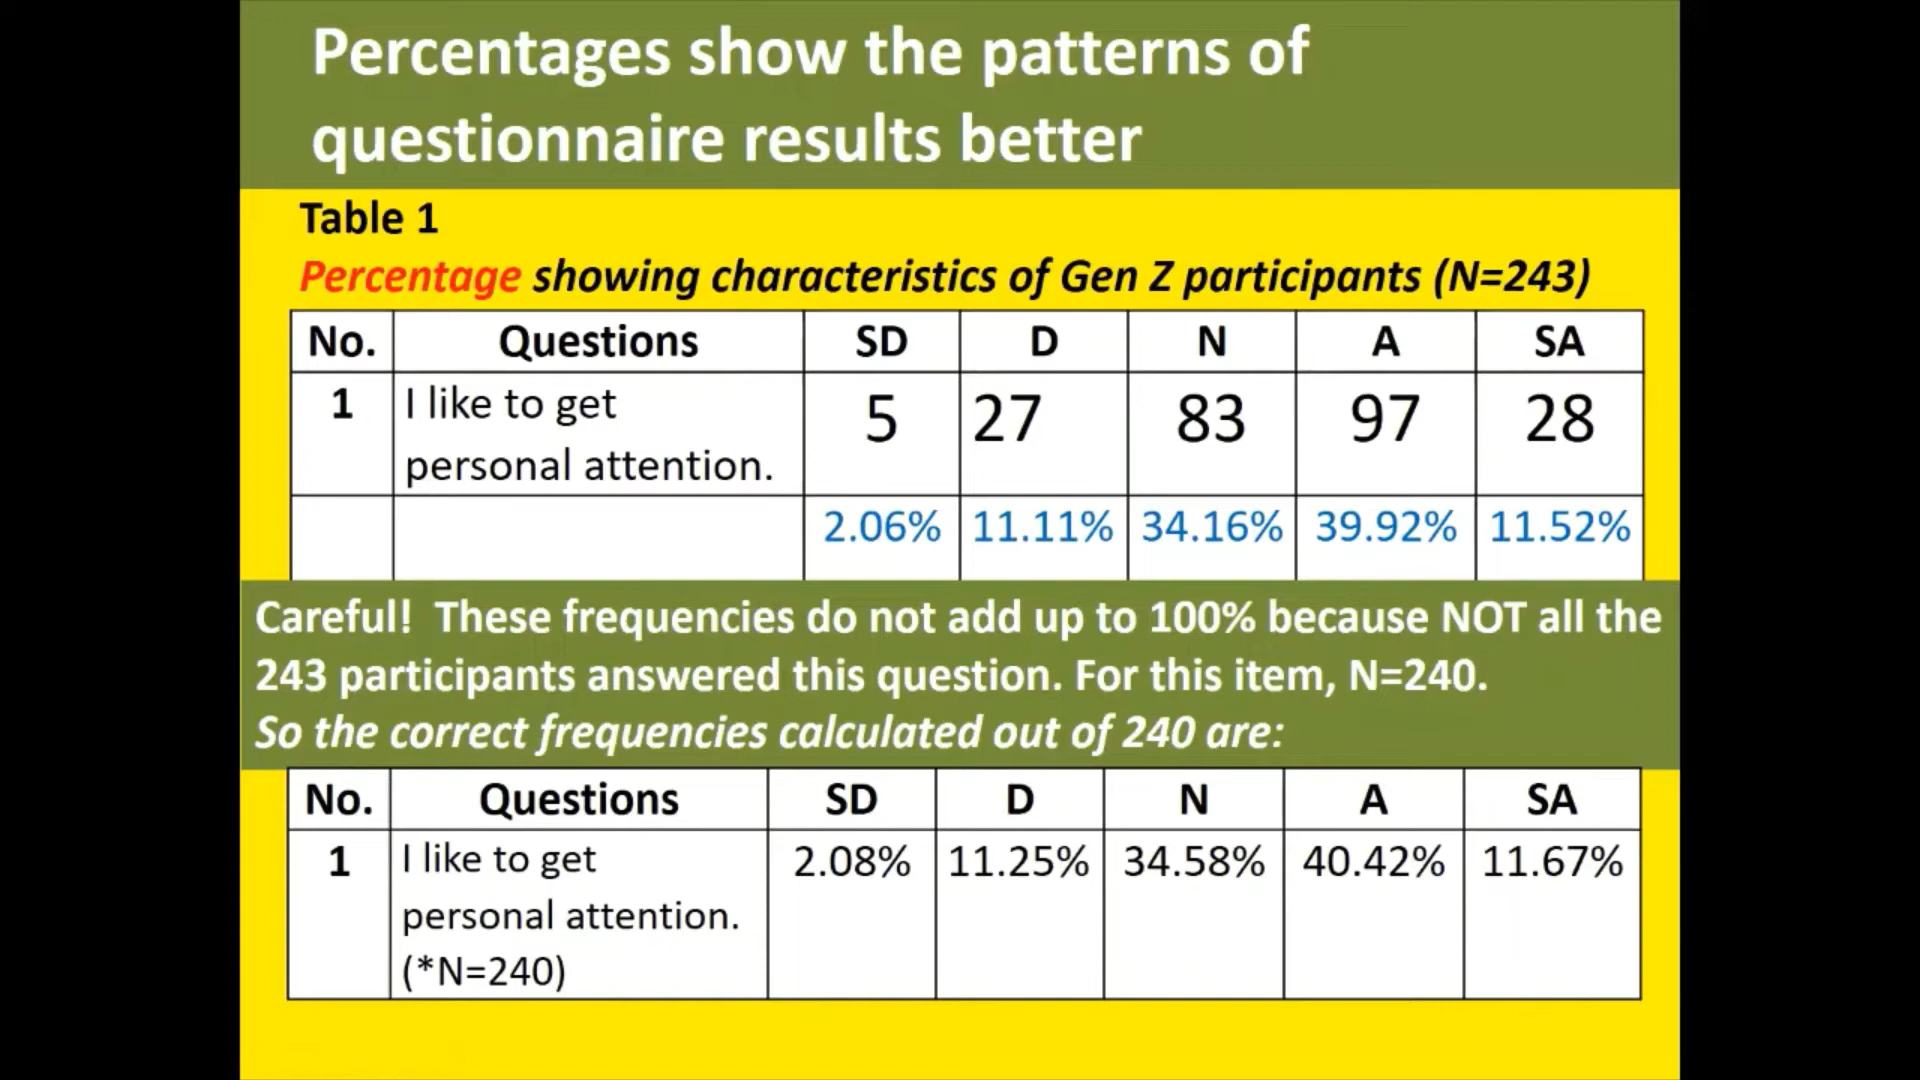 Percentages show the patterns of
questionnaire results better
Table 1
Percentage showing characteristics of Gen Z participants (N=243)
No. Questions SD D N A SA
1 I like to get 5 27 83 97 28
personal attention.
2.06% 11.11% 34.16% 39.92% 11.52%
Careful! These frequencies do not add up to 100% because NOT all the
243 participants answered this question. For this item, N=240.
So the correct frequencies calculated out of 240 are:
No. Questions SD D N A SA
1 I like to get 2.08% 11.25% 34.58% 40.42% 11.67%
personal attention.
(*N=240)